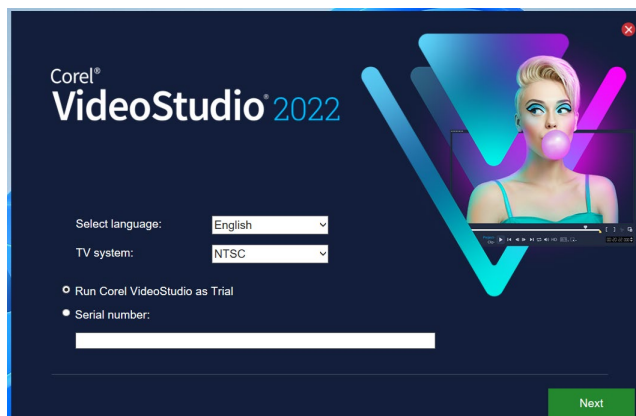 Corel®
VideoStudio® 2022
Select language:
English
TV system:
NTSC
Run Corel VideoStudio as Trial
Serial number:
Next